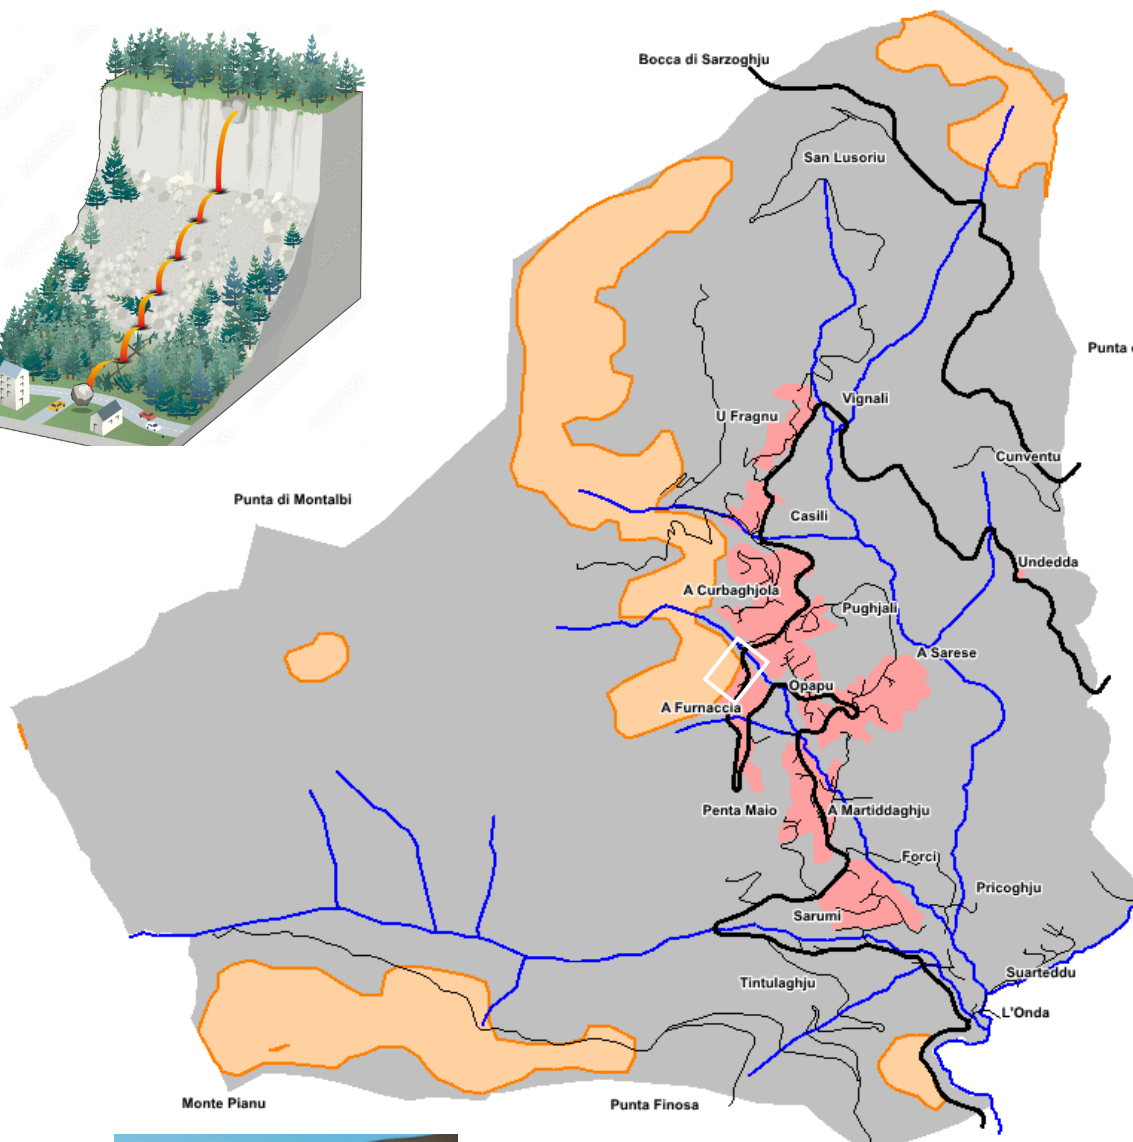 Bocca di Sarzoghju
San Lusoriu
Punta
Vignali
U Fragnu
Cunventu
Punta di Montalbi
Casili
Undedda
A Curbaghjola
Pughjali
A Sarese
Opapu
A Furnaccia
Penta Maio
A Martiddaghju
Forci
Pricoghju
Sarumi
Suarteddu
Tintulaghju
L'Onda
Monte Pianu
Punta Finosa